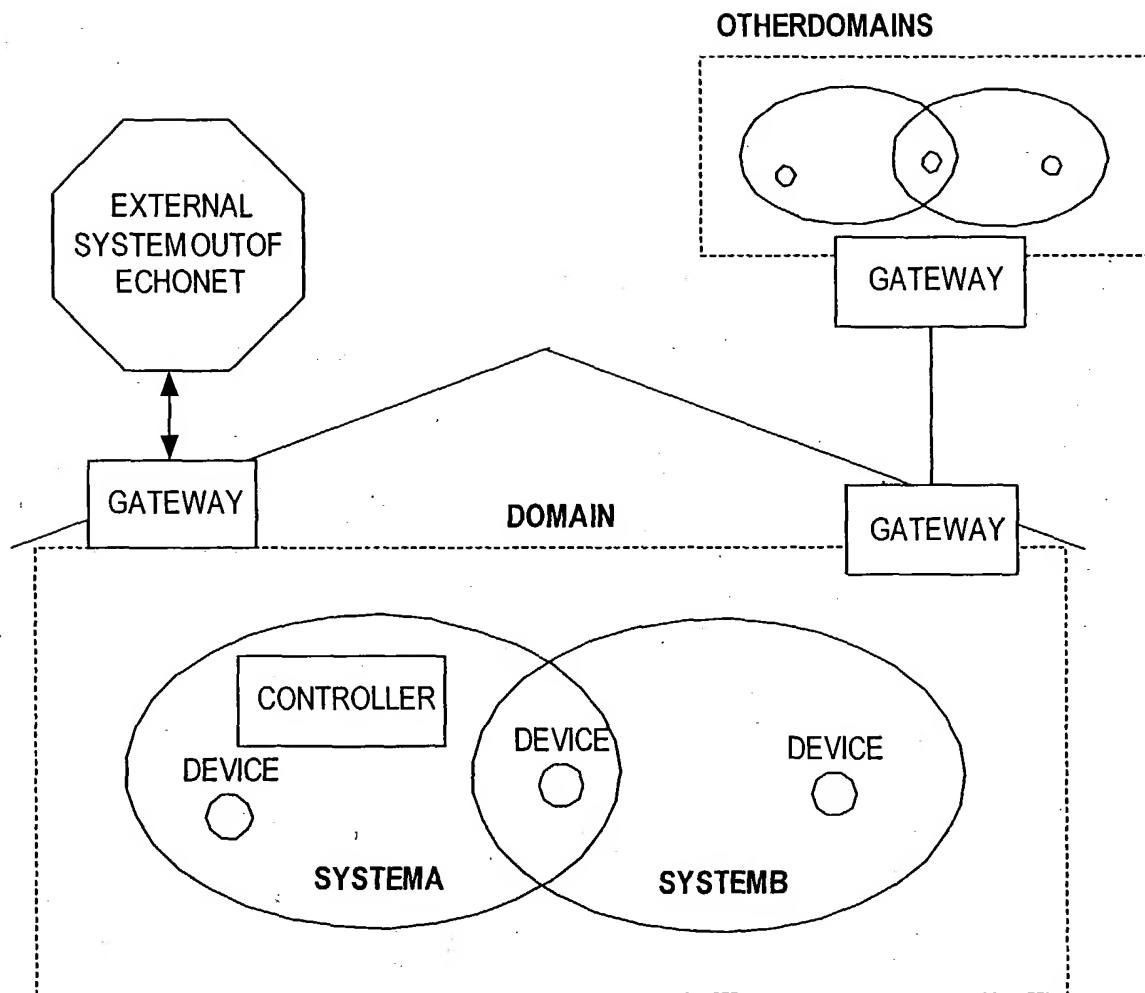 OTHERDOMAINS
EXTERNAL
SYSTEMOUTOF
ECHONET
GATEWAY
GATEWAY
DOMAIN
GATEWAY
CONTROLLER
DEVICE
DEVICE
DEVICE
SYSTEMA
SYSTEMB